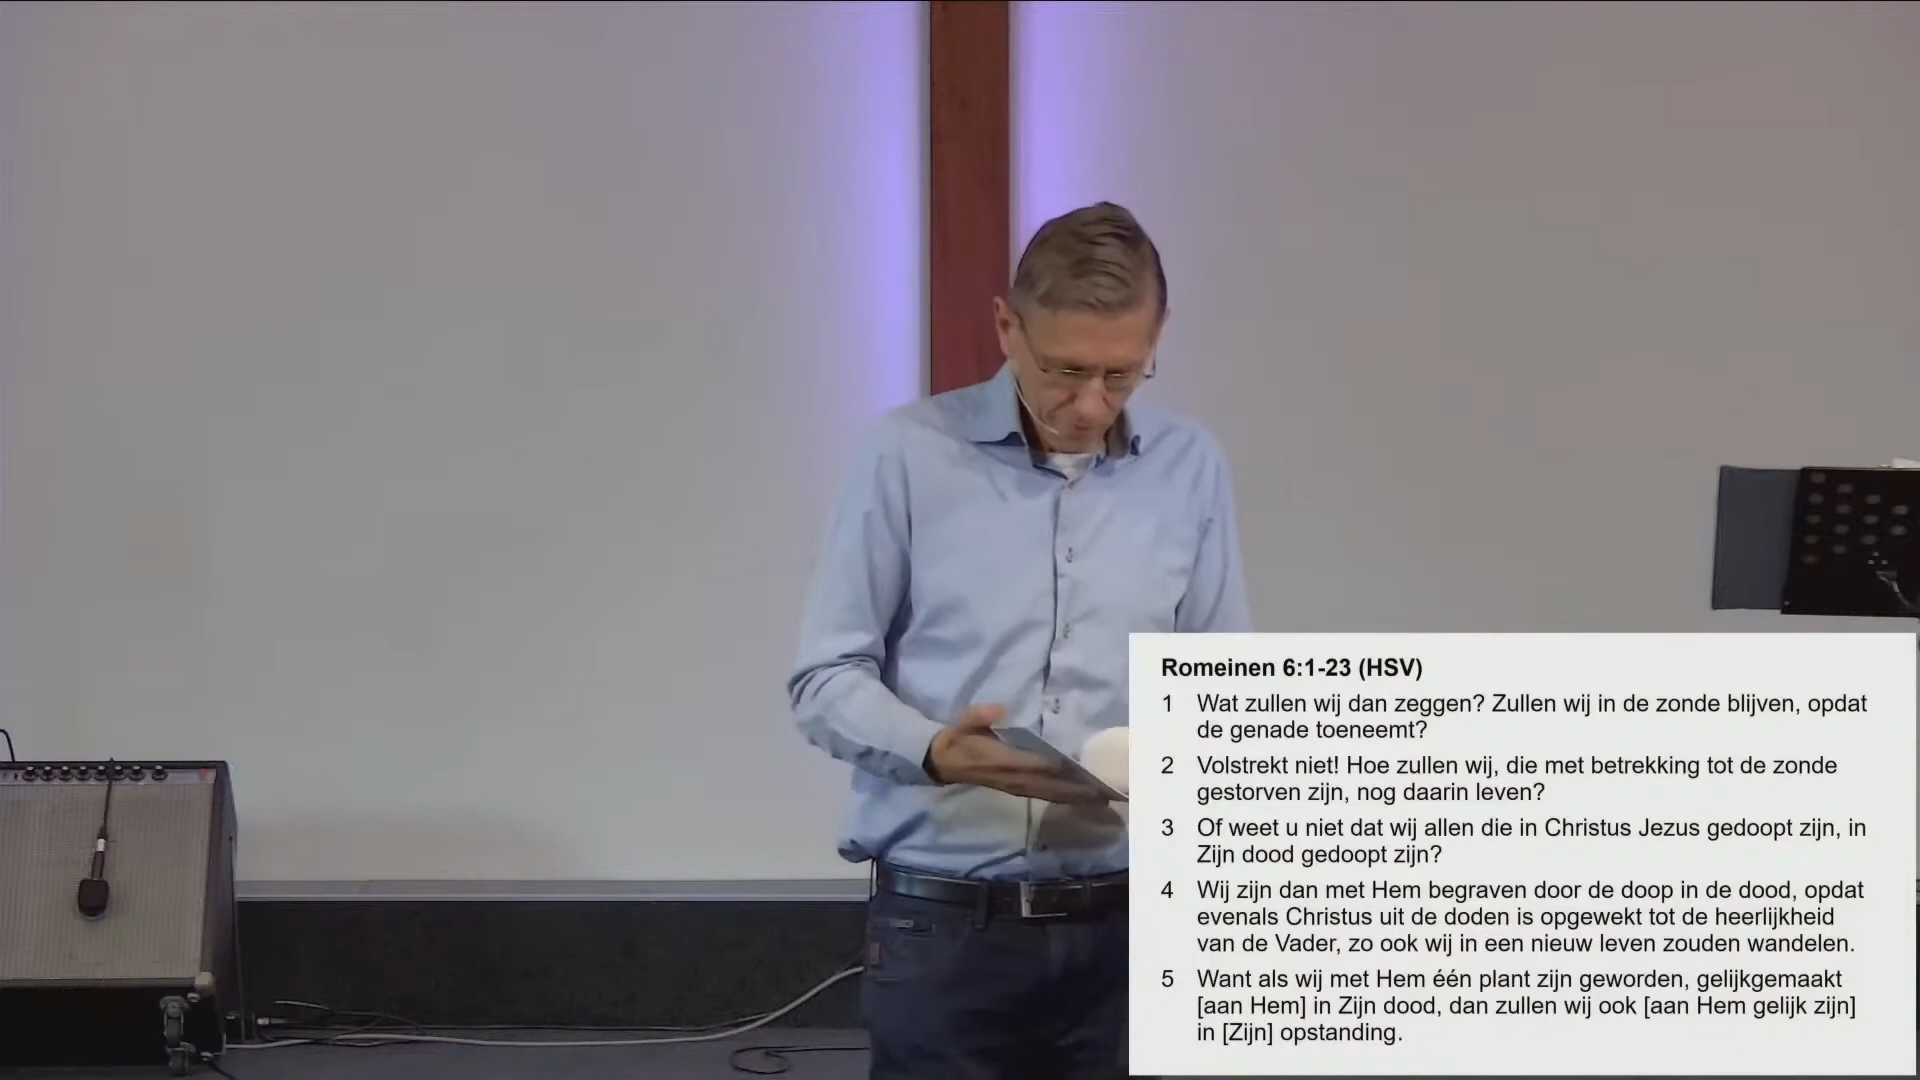 Romeinen 6:1-23 (HSV)
1 Wat zullen wij dan zeggen? Zullen wij in de zonde blijven, opdat
de genade toeneemt?
2 Volstrekt niet! Hoe zullen wij, die met betrekking tot de zonde
gestorven zijn, nog daarin leven?
3 Of weet u niet dat wij allen die in Christus Jezus gedoopt zijn, in
Zijn dood gedoopt zijn?
4 Wij zijn dan met Hem begraven door de doop in de dood, opdat
evenals Christus uit de doden is opgewekt tot de heerlijkheid
van de Vader, zo ook wij in een nieuw leven zouden wandelen.
5 Want als wij met Hem één plant zijn geworden, gelijkgemaakt
[aan Hem] in Zijn dood, dan zullen wij ook [aan Hem gelijk zijn]
in [Zijn] opstanding.